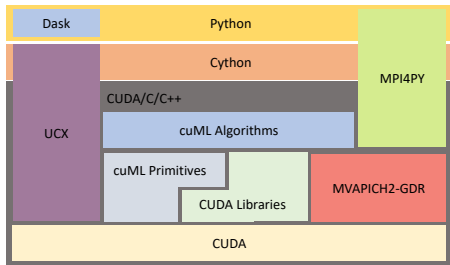 Dask
Python
Cython
MPI4PY
CUDA/C/C++
UCX
cuML Algorithms
cuML Primitives
CUDA Libraries
MVAPICH2-GDR
CUDA